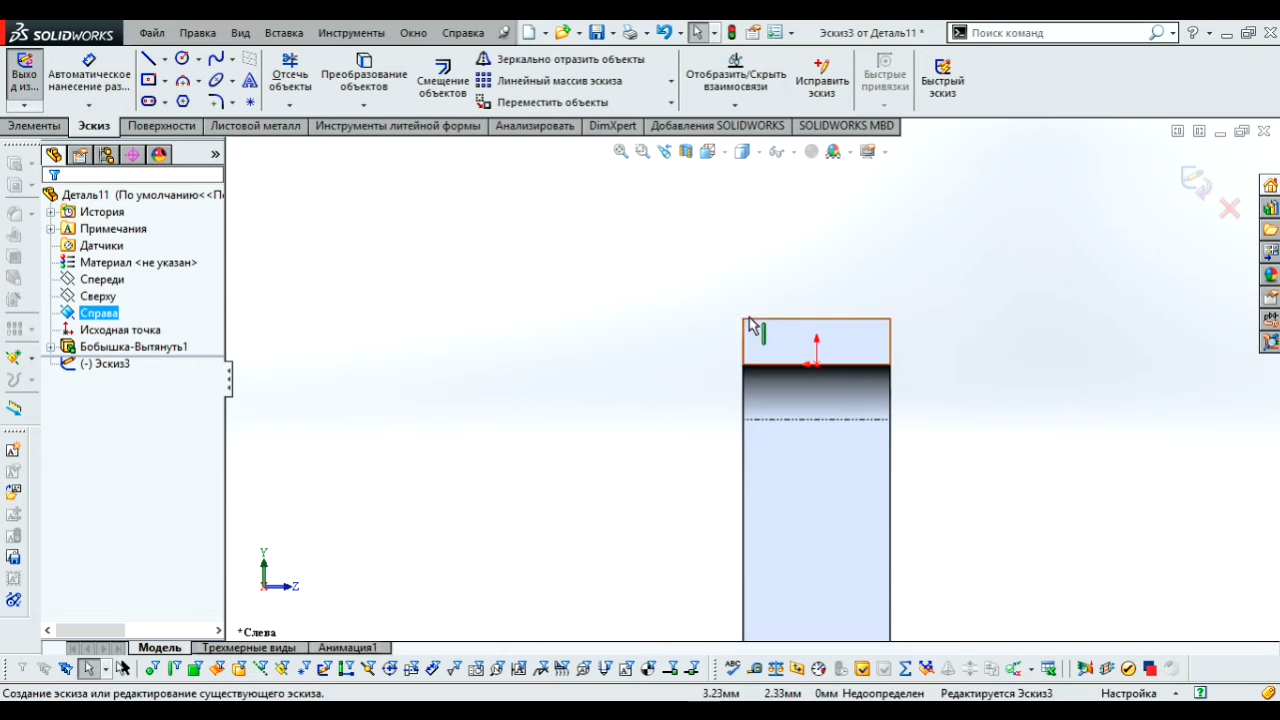 SOLIDWORKS Файл Правка Вид Вставка Инструменты Окно Справка Эскиз3 от Деталь11 * Поиск команд
Выхо
д из...
Автоматическое
нанесение раз...
Отсечь
объекты
Преобразование
объектов
Смещение
объектов
Зеркально отразить объекты
Линейный массив эскиза
Переместить объекты
Отобразить/Скрыть
взаимосвязи
Исправить
эскиз
Быстрые
привязки
Быстрый
эскиз
Элементы Эскиз Поверхности Листовой металл Инструменты литейной формы Анализировать DimXpert Добавления SOLIDWORKS SOLIDWORKS MBD
Деталь11 (По умолчанию<<П
История
Примечания
Датчики
Материал <не указан>
Спереди
Сверху
Справа
Исходная точка
Бобышка-Вытянуть1
(-) Эскиз3
Y
Z
*Слева
Модель Трехмерные виды Анимация1
Создание эскиза или редактирование существующего эскиза. 3.23мм 2.33мм 0мм Недоопределен Редактируется Эскиз3 Настройка